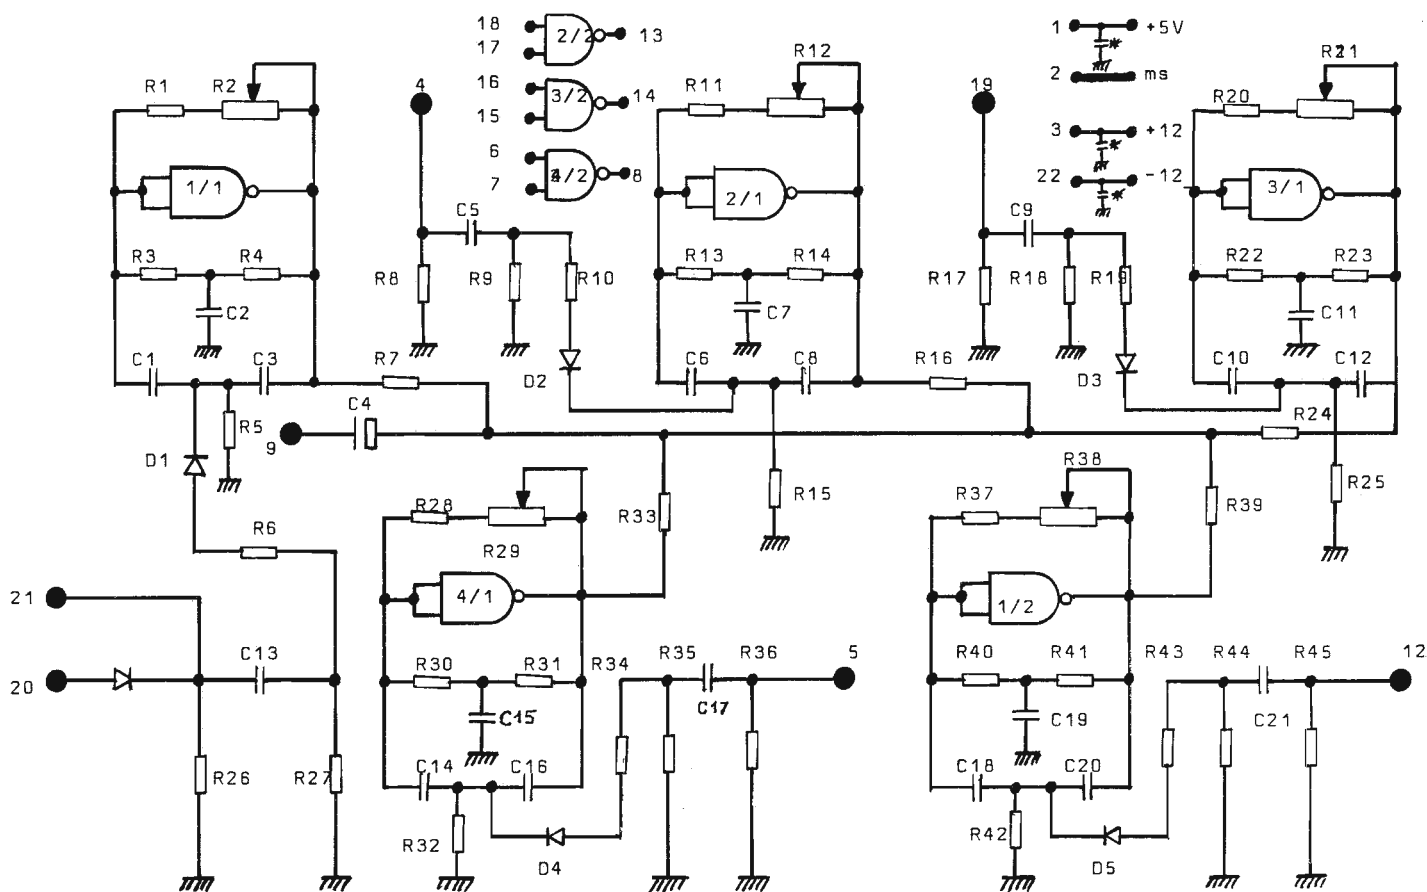 18
17
2/2
13
16
15
3/2
14
6
7
4/2
8
1
+5V
*
2
ms
3
+12
*
22
-12
*
R1
R2
1/1
R3
R4
C2
C1
C3
R5
D1
R6
R7
C4
9
4
C5
R8
R9
R10
D2
R11
R12
2/1
R13
R14
C7
C6
C8
R15
R16
19
C9
R17
R18
R19
D3
R20
R21
3/1
R22
R23
C11
C10
C12
R24
R25
21
20
C13
R26
R27
R28
R29
4/1
R30
R31
C15
C14
C16
R32
D4
R33
R34
R35
C17
R36
5
R37
R38
1/2
R39
R40
R41
C19
C18
C20
R42
D5
R43
R44
C21
R45
12